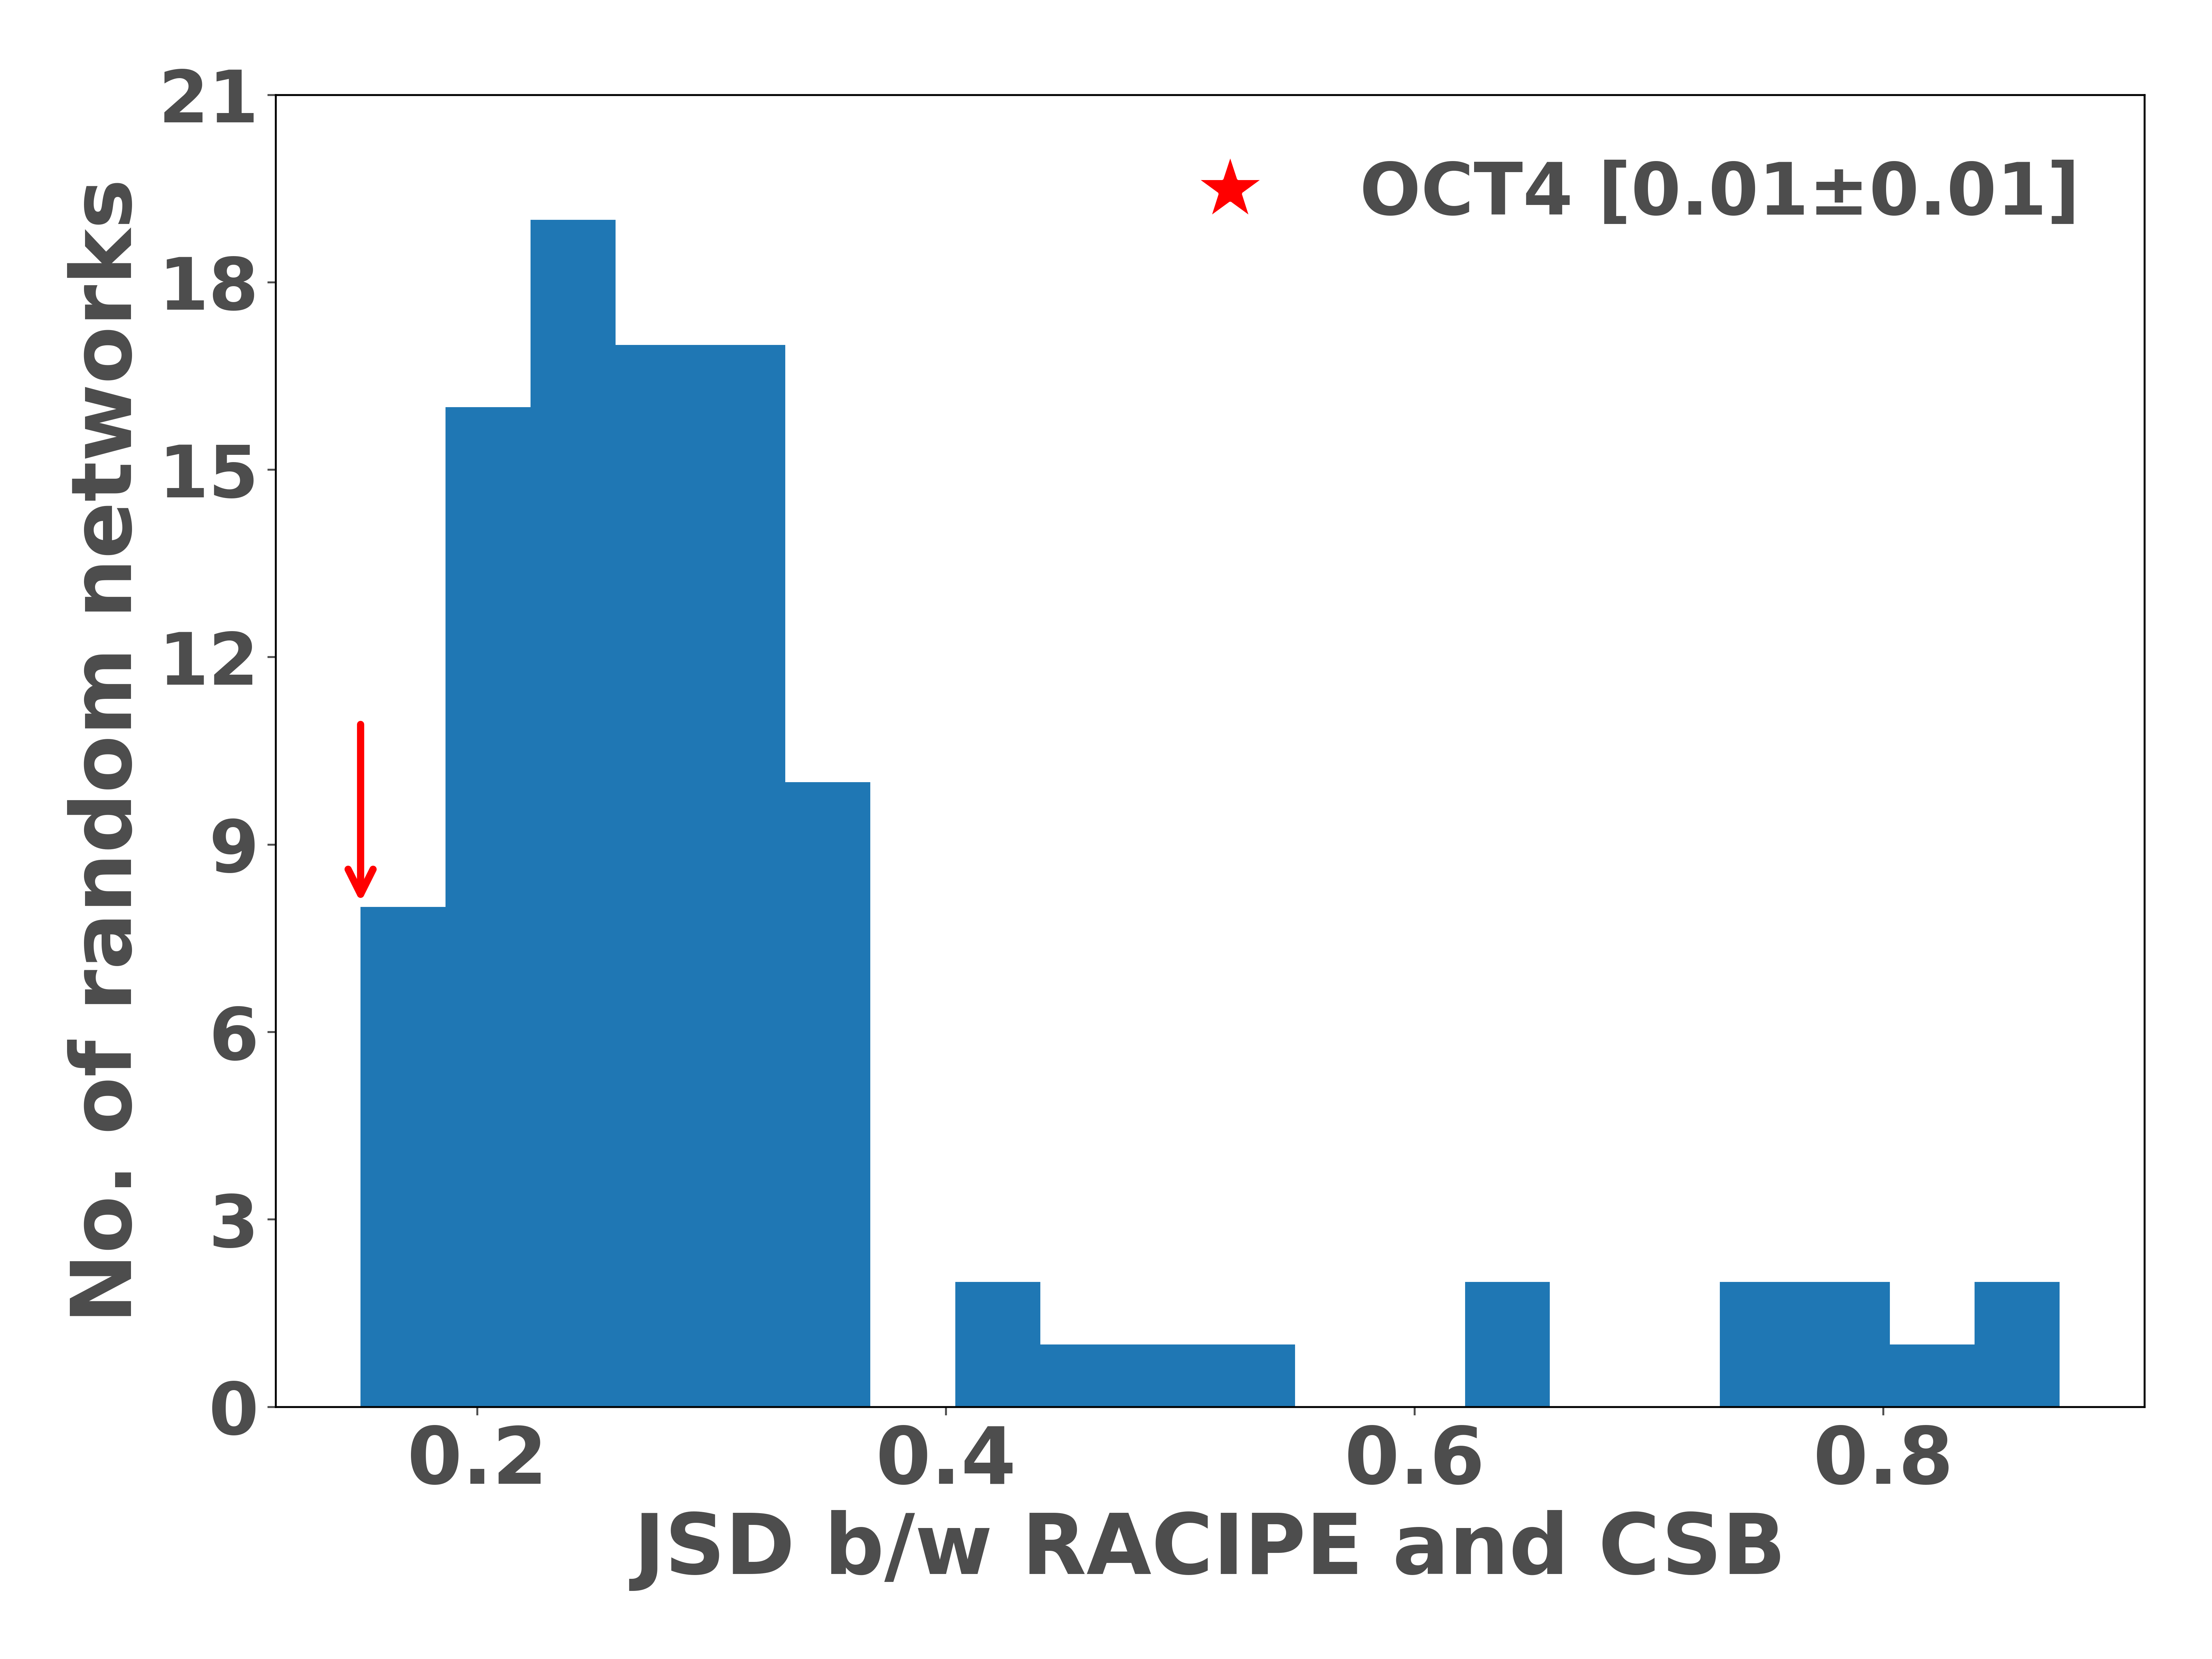 No. of random networks
21
18
15
12
9
6
3
0
OCT4 [0.01±0.01]
0.2 0.4 0.6 0.8
JSD b/w RACIPE and CSB